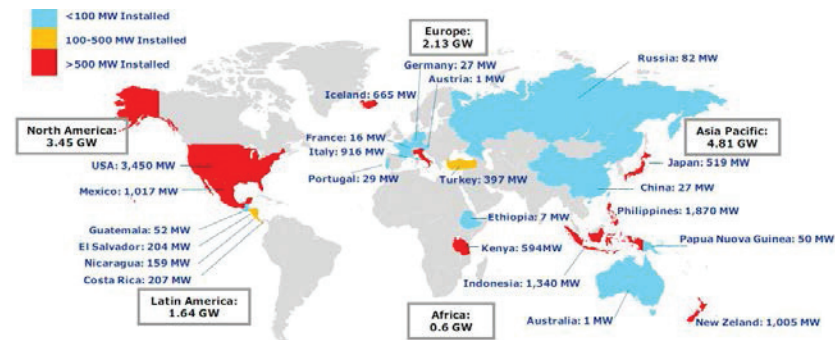 <100 MW Installed
100-500 MW Installed
>500 MW Installed
Europe:
2.13 GW
Germany: 27 MW
Austria: 1 MW
Russia: 82 MW
Iceland: 665 MW
North America:
3.45 GW
France: 16 MW
Italy: 916 MW
Portugal: 29 MW
Turkey: 397 MW
Asia Pacific:
4.81 GW
Japan: 519 MW
China: 27 MW
USA: 3,450 MW
Mexico: 1,017 MW
Philippines: 1,870 MW
Guatemala: 52 MW
El Salvador: 204 MW
Nicaragua: 159 MW
Costa Rica: 207 MW
Ethiopia: 7 MW
Kenya: 594MW
Papua Nuova Guinea: 50 MW
Indonesia: 1,340 MW
Latin America:
1.64 GW
Africa:
0.6 GW
Australia: 1 MW
New Zeland: 1,005 MW